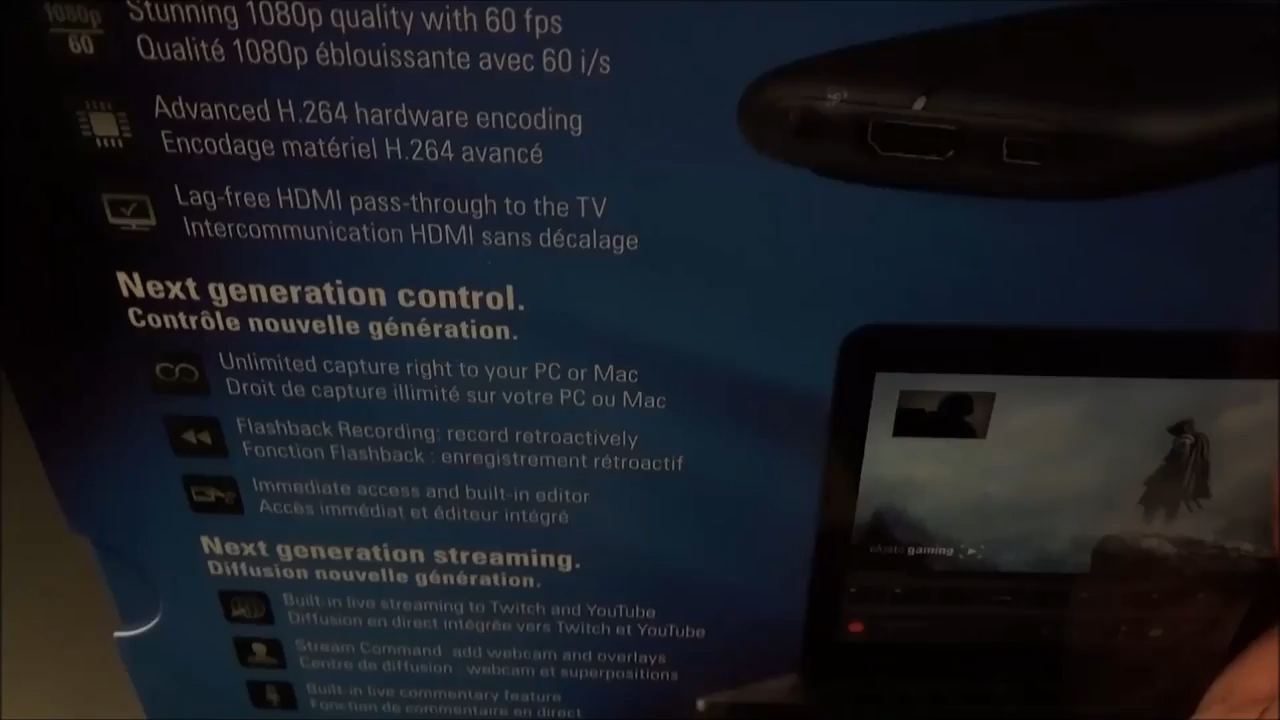 1080p
60
Stunning 1080p quality with 60 fps
Qualité 1080p éblouissante avec 60 i/s
Advanced H.264 hardware encoding
Encodage matériel H.264 avancé
Lag-free HDMI pass-through to the TV
Intercommunication HDMI sans décalage
Next generation control.
Contrôle nouvelle génération.
Unlimited capture right to your PC or Mac
Droit de capture illimité sur votre PC ou Mac
Flashback Recording: record retroactively
Fonction Flashback : enregistrement rétroactif
Immediate access and built-in editor
Accès immédiat et éditeur intégré
Next generation streaming.
Diffusion nouvelle génération.
Built-in live streaming to Twitch and YouTube
Diffusion en direct intégrée vers Twitch et YouTube
Stream Command: add webcam and overlays
Centre de diffusion : webcam et superpositions
Built-in live commentary feature
Fonction de commentaire en direct
elgato gaming